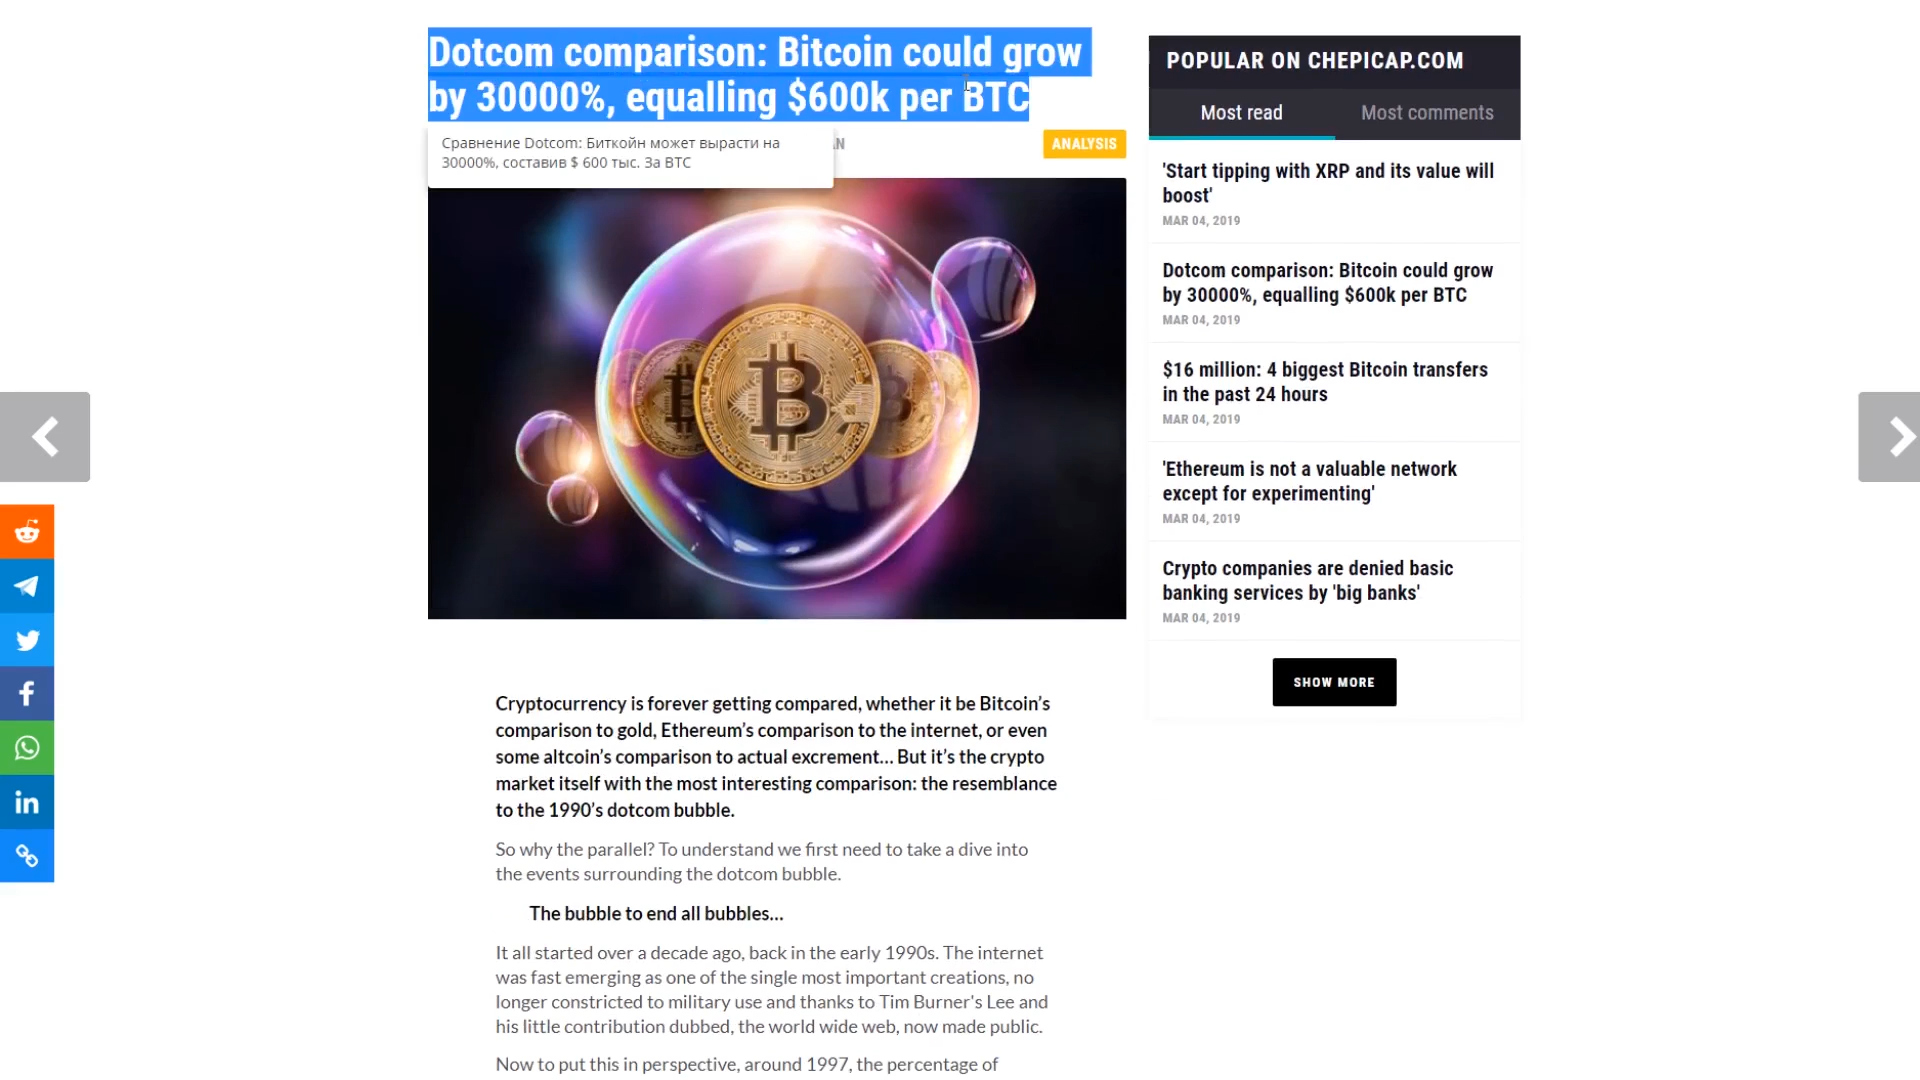 Dotcom comparison: Bitcoin could grow
by 30000%, equalling $600k per BTC
Сравнение Dotcom: Биткойн может вырасти на
30000%, составив $ 600 тыс. За BTC
ANALYSIS
Cryptocurrency is forever getting compared, whether it be Bitcoin’s
comparison to gold, Ethereum’s comparison to the internet, or even
some altcoin’s comparison to actual excrement... But it’s the crypto
market itself with the most interesting comparison: the resemblance
to the 1990’s dotcom bubble.
So why the parallel? To understand we first need to take a dive into
the events surrounding the dotcom bubble.
The bubble to end all bubbles...
It all started over a decade ago, back in the early 1990s. The internet
was fast emerging as one of the single most important creations, no
longer constricted to military use and thanks to Tim Burner's Lee and
his little contribution dubbed, the world wide web, now made public.
Now to put this in perspective, around 1997, the percentage of
POPULAR ON CHEPICAP.COM
Most read
Most comments
'Start tipping with XRP and its value will
boost'
MAR 04, 2019
Dotcom comparison: Bitcoin could grow
by 30000%, equalling $600k per BTC
MAR 04, 2019
$16 million: 4 biggest Bitcoin transfers
in the past 24 hours
MAR 04, 2019
'Ethereum is not a valuable network
except for experimenting'
MAR 04, 2019
Crypto companies are denied basic
banking services by 'big banks'
MAR 04, 2019
SHOW MORE